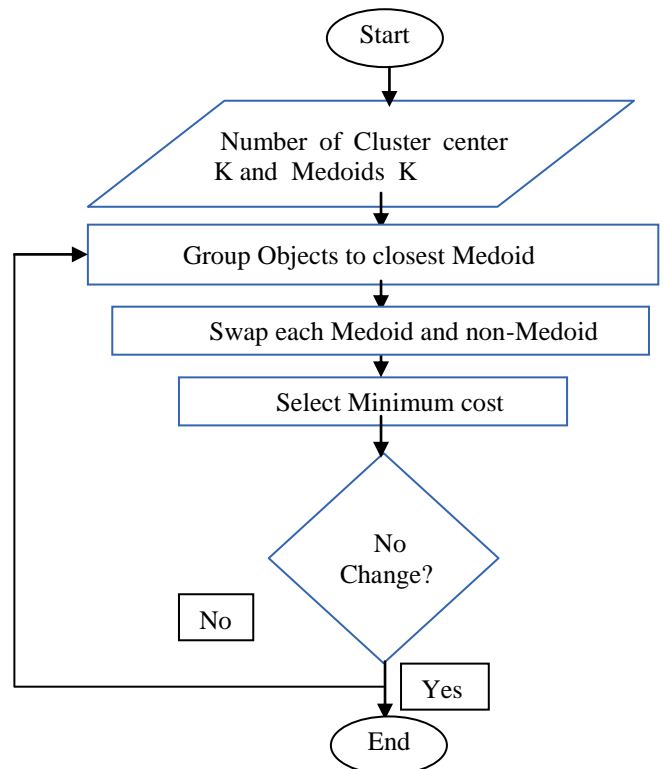 Start
Number of Cluster center
K and Medoids K
Group Objects to closest Medoid
Swap each Medoid and non-Medoid
Select Minimum cost
No
Change?
No
Yes
End